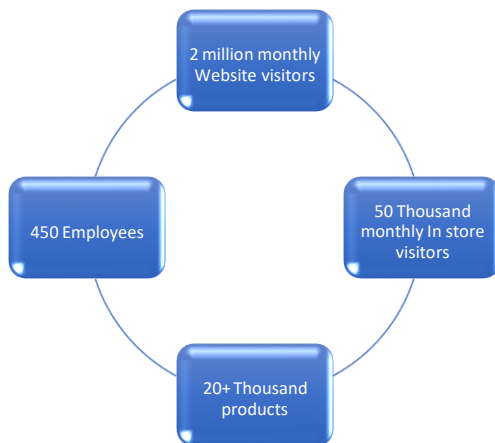 2 million monthly
Website visitors
50 Thousand
monthly In store
visitors
20+ Thousand
products
450 Employees